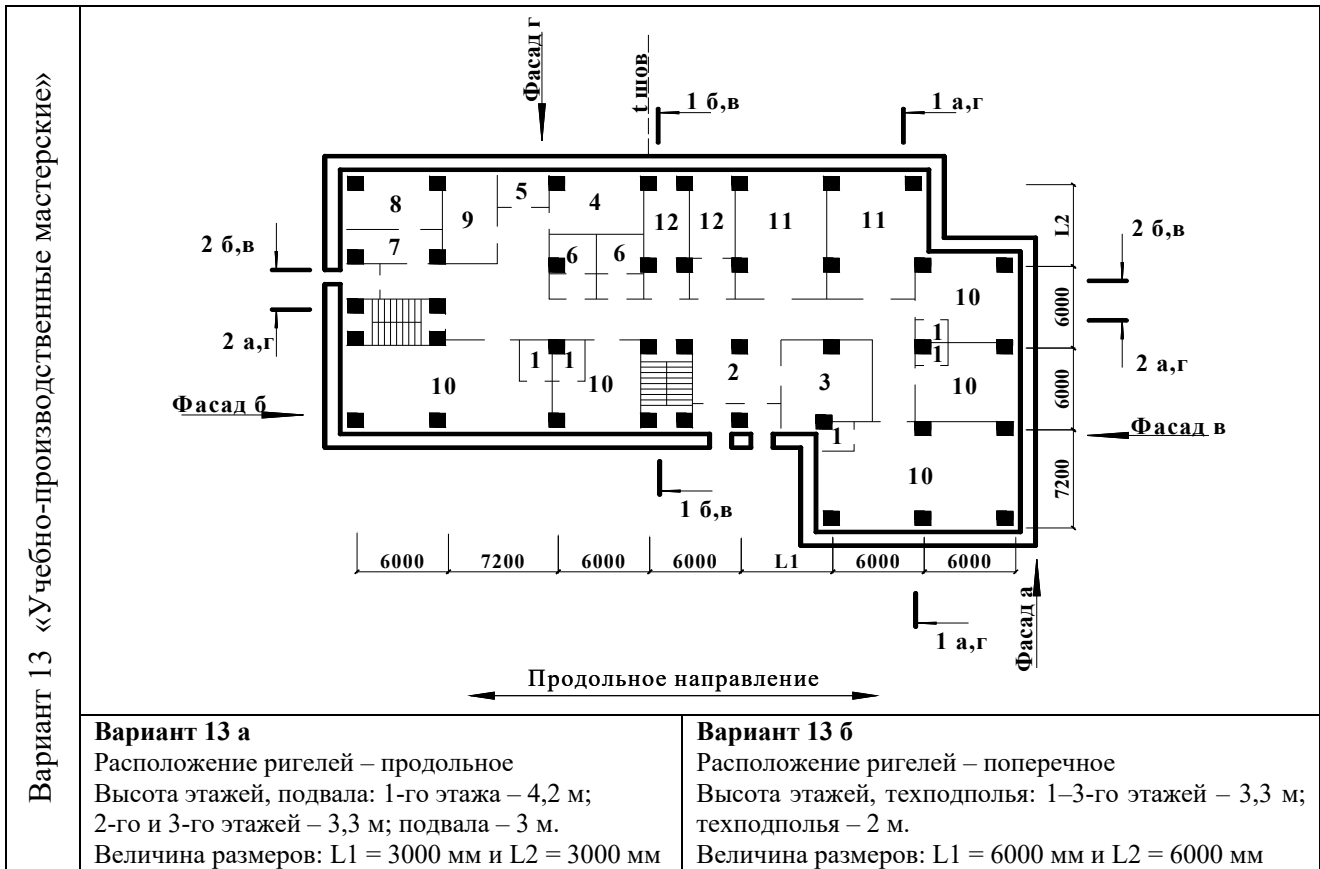 Вариант 13 «Учебно-производственные мастерские»
Фасад г
t шов
1 б,в
1 а,г
8
9
5
4
12
12
11
11
L2
2 б,в
7
6
6
2 б,в
10
6000
2 а,г
1
1
2 а,г
1
1
2
3
10
10
10
6000
Фасад б
Фасад в
1
10
7200
1 б,в
6000
7200
6000
6000
L1
6000
6000
1 а,г
Фасад а
Продольное направление
Вариант 13 а
Расположение ригелей – продольное
Высота этажей, подвала: 1-го этажа – 4,2 м;
2-го и 3-го этажей – 3,3 м; подвала – 3 м.
Величина размеров: L1 = 3000 мм и L2 = 3000 мм
Вариант 13 б
Расположение ригелей – поперечное
Высота этажей, техподполья: 1–3-го этажей – 3,3 м;
техподполья – 2 м.
Величина размеров: L1 = 6000 мм и L2 = 6000 мм